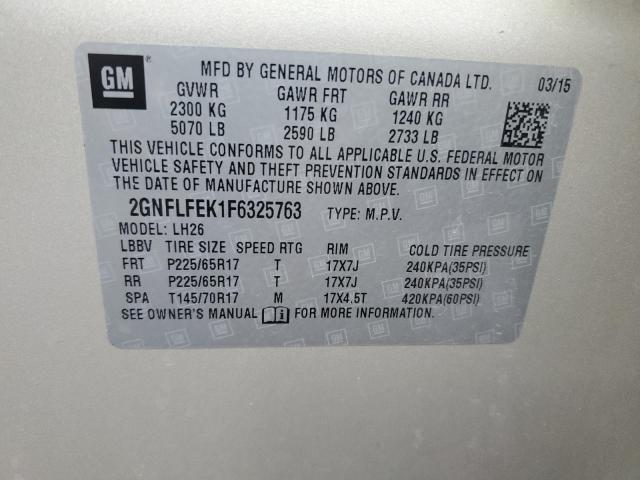 GM
MFD BY GENERAL MOTORS OF CANADA LTD. 03/15
GVWR GAWR FRT GAWR RR
2300 KG 1175 KG 1240 KG
5070 LB 2590 LB 2733 LB
THIS VEHICLE CONFORMS TO ALL APPLICABLE U.S. FEDERAL MOTOR
VEHICLE SAFETY AND THEFT PREVENTION STANDARDS IN EFFECT ON
THE DATE OF MANUFACTURE SHOWN ABOVE.
2GNFLFEK1F6325763 TYPE: M.P.V.
MODEL: LH26
LBBV TIRE SIZE SPEED RTG RIM COLD TIRE PRESSURE
FRT P225/65R17 T 17X7J 240KPA(35PSI)
RR P225/65R17 T 17X7J 240KPA(35PSI)
SPA T145/70R17 M 17X4.5T 420KPA(60PSI)
SEE OWNER'S MANUAL FOR MORE INFORMATION.